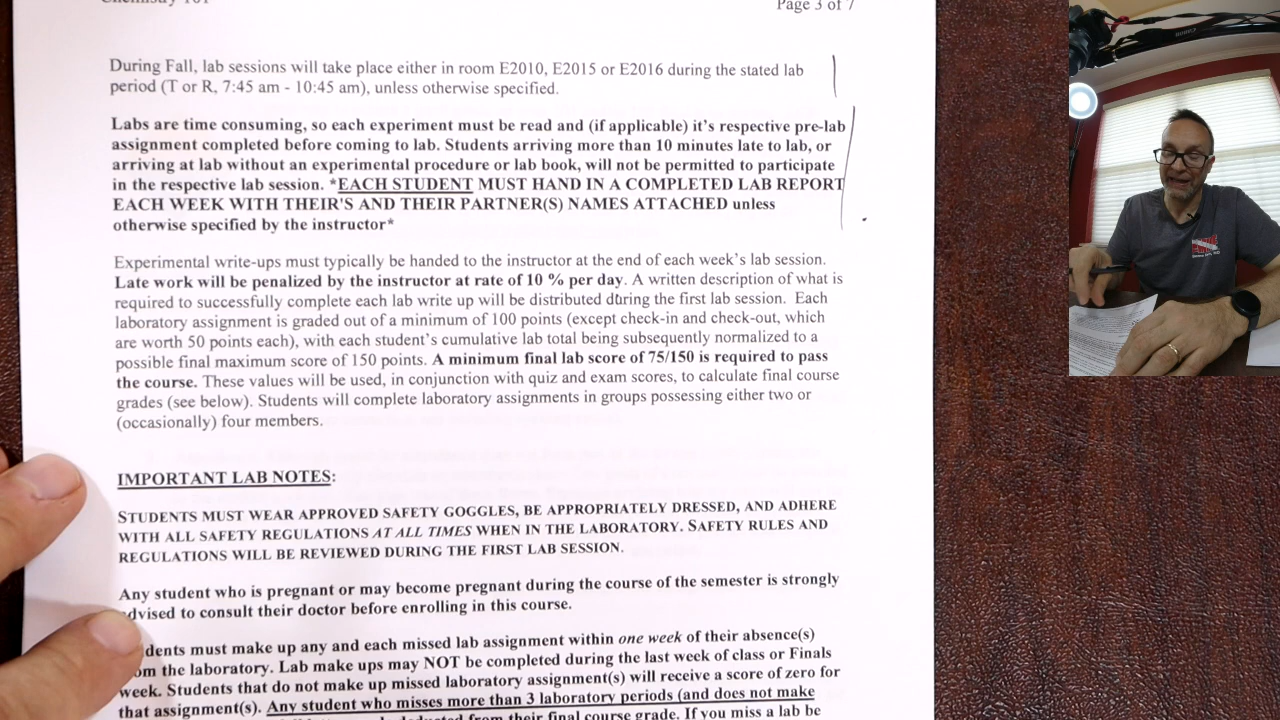 Chemistry 101
Page 3 of 7
During Fall, lab sessions will take place either in room E2010, E2015 or E2016 during the stated lab
period (T or R, 7:45 am - 10:45 am), unless otherwise specified.
Labs are time consuming, so each experiment must be read and (if applicable) it’s respective pre-lab
assignment completed before coming to lab. Students arriving more than 10 minutes late to lab, or
arriving at lab without an experimental procedure or lab book, will not be permitted to participate
in the respective lab session. *EACH STUDENT MUST HAND IN A COMPLETED LAB REPORT
EACH WEEK WITH THEIR'S AND THEIR PARTNER(S) NAMES ATTACHED unless
otherwise specified by the instructor*
Experimental write-ups must typically be handed to the instructor at the end of each week’s lab session.
Late work will be penalized by the instructor at rate of 10 % per day. A written description of what is
required to successfully complete each lab write up will be distributed during the first lab session. Each
laboratory assignment is graded out of a minimum of 100 points (except check-in and check-out, which
are worth 50 points each), with each student’s cumulative lab total being subsequently normalized to a
possible final maximum score of 150 points. A minimum final lab score of 75/150 is required to pass
the course. These values will be used, in conjunction with quiz and exam scores, to calculate final course
grades (see below). Students will complete laboratory assignments in groups possessing either two or
(occasionally) four members.
IMPORTANT LAB NOTES:
STUDENTS MUST WEAR APPROVED SAFETY GOGGLES, BE APPROPRIATELY DRESSED, AND ADHERE
WITH ALL SAFETY REGULATIONS AT ALL TIMES WHEN IN THE LABORATORY. SAFETY RULES AND
REGULATIONS WILL BE REVIEWED DURING THE FIRST LAB SESSION.
Any student who is pregnant or may become pregnant during the course of the semester is strongly
dvised to consult their doctor before enrolling in this course.
dents must make up any and each missed lab assignment within one week of their absence(s)
om the laboratory. Lab make ups may NOT be completed during the last week of class or Finals
week. Students that do not make up missed laboratory assignment(s) will receive a score of zero for
that assignment(s). Any student who misses more than 3 laboratory periods (and does not make
deducted from their final course grade. If you miss a lab be